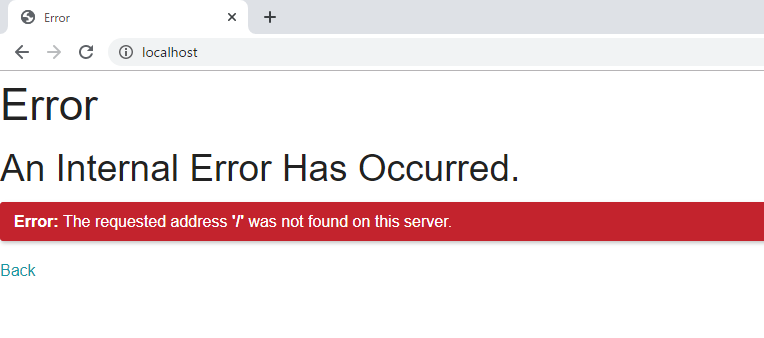 Error
localhost
Error
An Internal Error Has Occurred.
Error: The requested address '/' was not found on this server.
Back